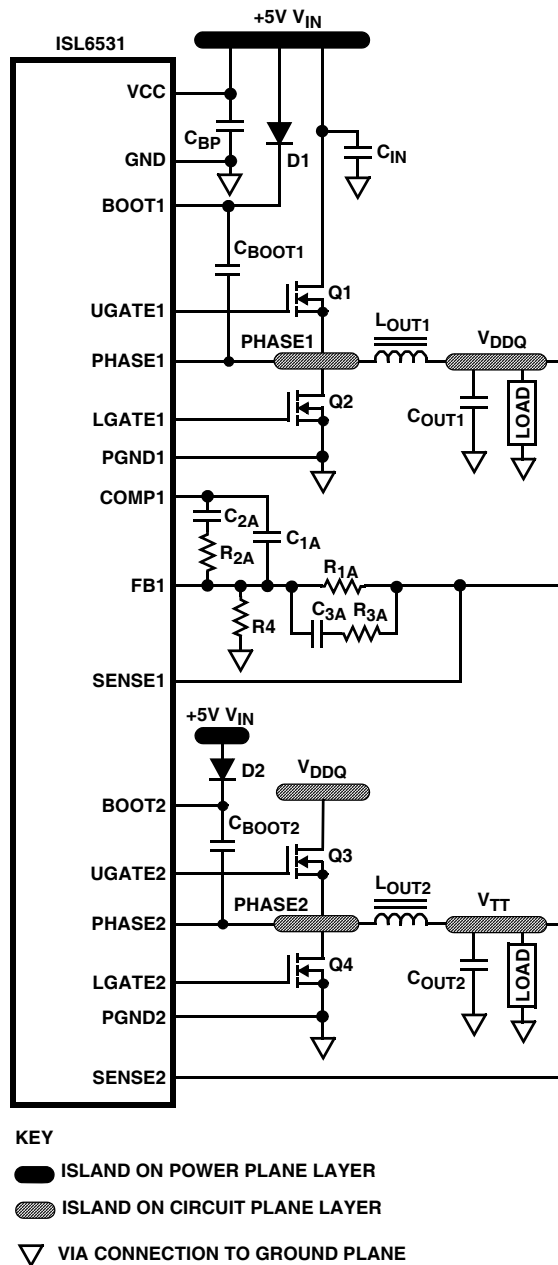 +5V VIN
ISL6531
VCC
CBP
GND
D1
CIN
BOOT1
CBOOT1
UGATE1
Q1
PHASE1
PHASE1
LOUT1
VDDQ
LGATE1
Q2
COUT1
LOAD
PGND1
COMP1
C2A
C1A
R2A
FB1
R1A
R4
C3A
R3A
SENSE1
+5V VIN
D2
VDDQ
BOOT2
CBOOT2
UGATE2
Q3
PHASE2
PHASE2
LOUT2
VTT
LGATE2
Q4
COUT2
LOAD
PGND2
SENSE2
KEY
ISLAND ON POWER PLANE LAYER
ISLAND ON CIRCUIT PLANE LAYER
VIA CONNECTION TO GROUND PLANE